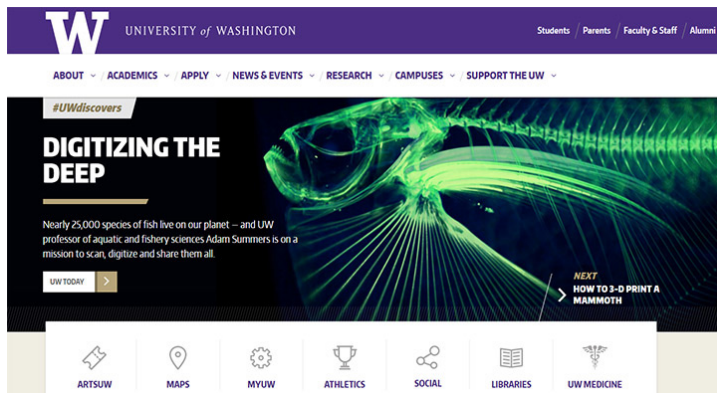 W UNIVERSITY of WASHINGTON
Students / Parents / Faculty & Staff / Alumni
ABOUT / ACADEMICS / APPLY / NEWS & EVENTS / RESEARCH / CAMPUSES / SUPPORT THE UW
#UWdiscovers
DIGITIZING THE
DEEP
Nearly 25,000 species of fish live on our planet — and UW
professor of aquatic and fishery sciences Adam Summers is on a
mission to scan, digitize and share them all.
UW TODAY >
NEXT
HOW TO 3-D PRINT A
MAMMOTH
ARTSUW MAPS MYUW ATHLETICS SOCIAL LIBRARIES UW MEDICINE